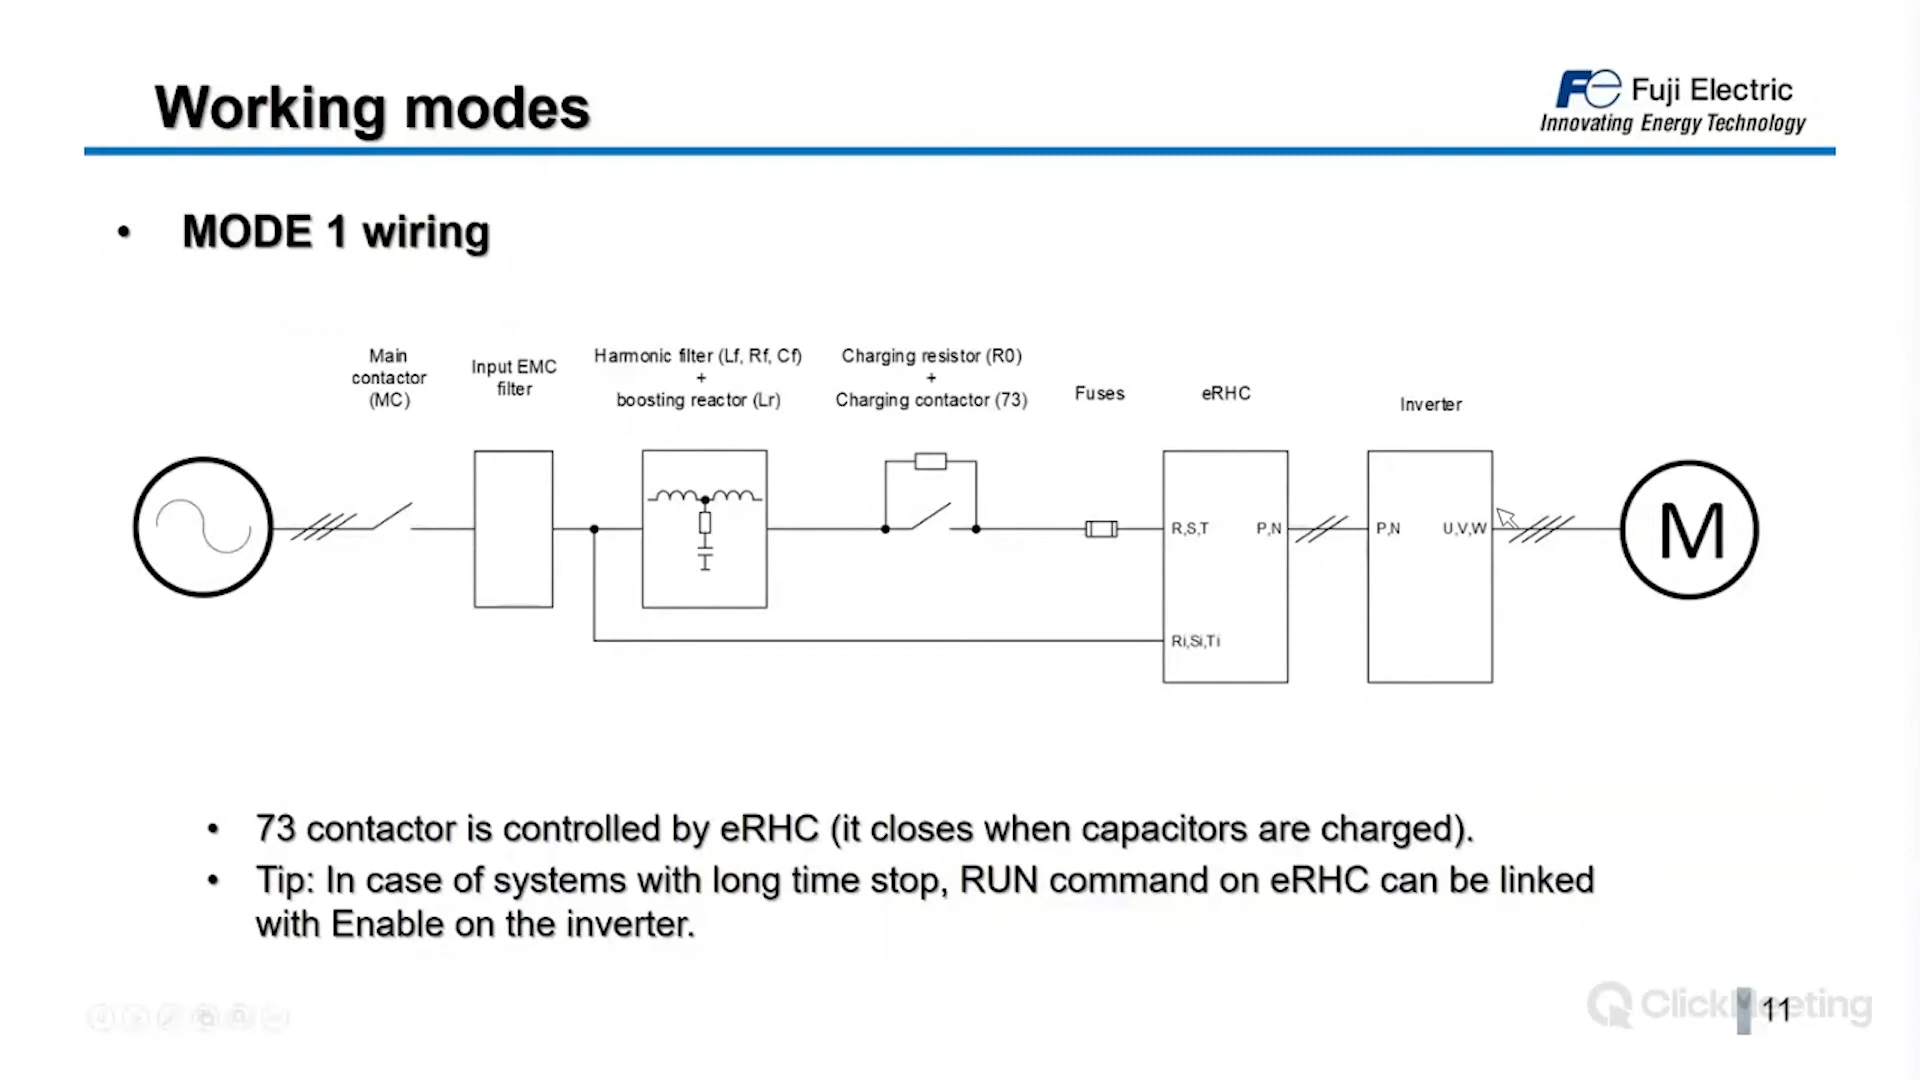 Working modes
Fe Fuji Electric
Innovating Energy Technology
• MODE 1 wiring
Main
contactor
(MC)
Input EMC
filter
Harmonic filter (Lf, Rf, Cf)
+
boosting reactor (Lr)
Charging resistor (R0)
+
Charging contactor (73)
Fuses
eRHC
Inverter
R,S,T
P,N
P,N
U,V,W
M
Ri,Si,Ti
• 73 contactor is controlled by eRHC (it closes when capacitors are charged).
• Tip: In case of systems with long time stop, RUN command on eRHC can be linked
with Enable on the inverter.
ClickMeeting
11